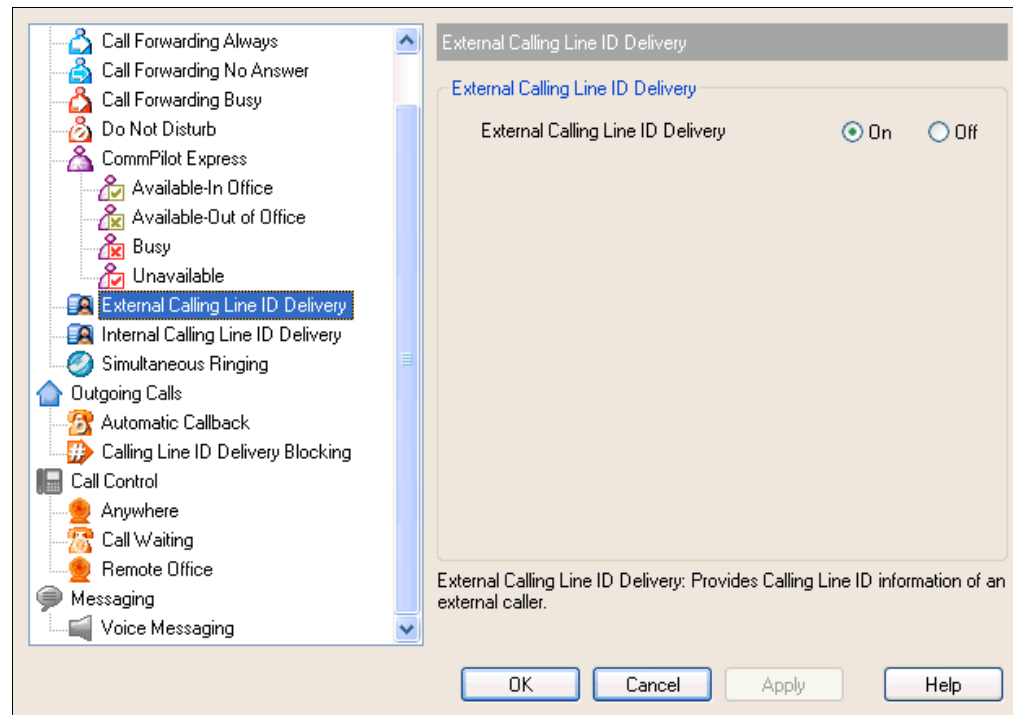 Call Forwarding Always
Call Forwarding No Answer
Call Forwarding Busy
Do Not Disturb
CommPilot Express
Available-In Office
Available-Out of Office
Busy
Unavailable
External Calling Line ID Delivery
Internal Calling Line ID Delivery
Simultaneous Ringing
Outgoing Calls
Automatic Callback
Calling Line ID Delivery Blocking
Call Control
Anywhere
Call Waiting
Remote Office
Messaging
Voice Messaging
External Calling Line ID Delivery
External Calling Line ID Delivery
External Calling Line ID Delivery On Off
External Calling Line ID Delivery: Provides Calling Line ID information of an
external caller.
OK Cancel Apply Help